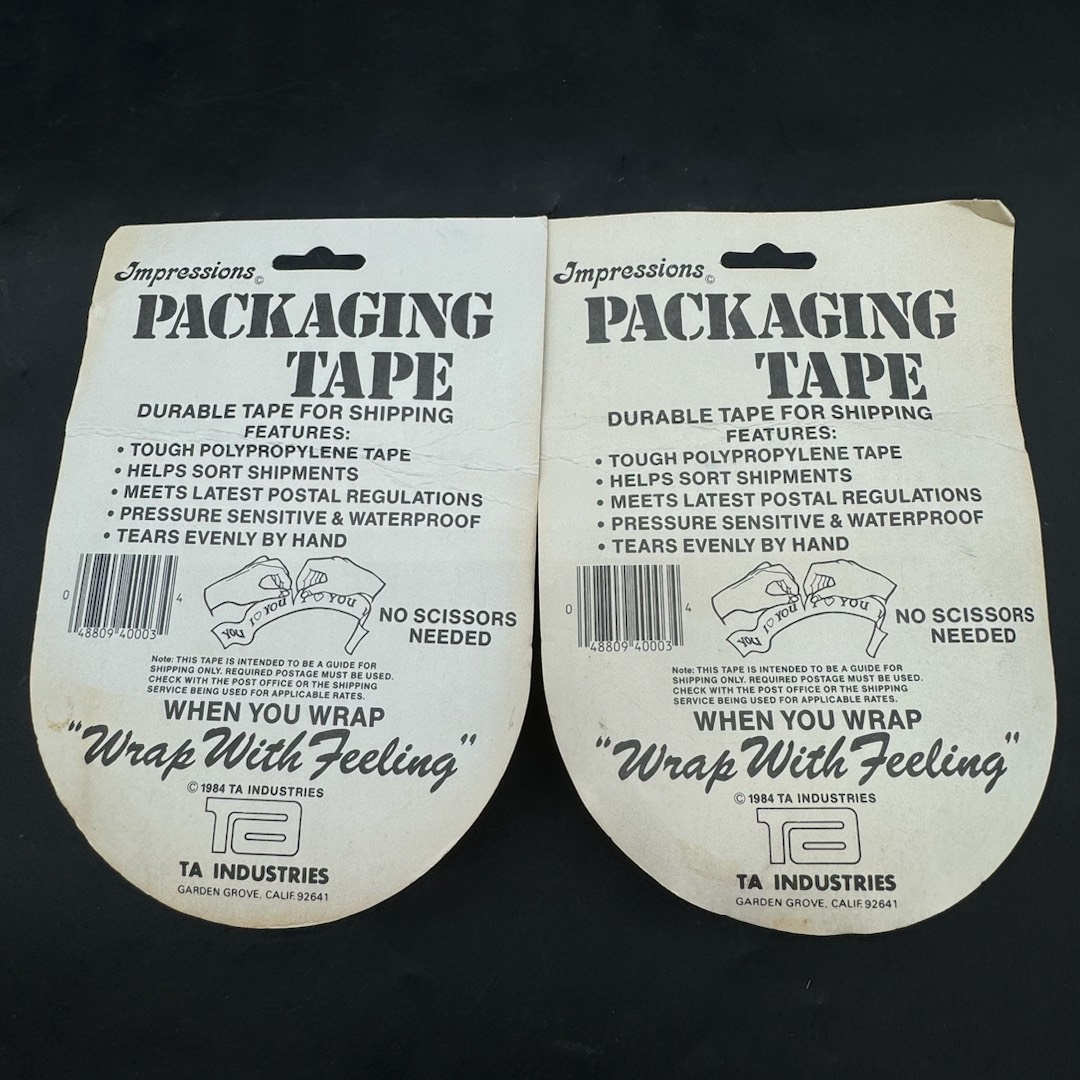 Impressions©
PACKAGING
TAPE
DURABLE TAPE FOR SHIPPING
FEATURES:
• TOUGH POLYPROPYLENE TAPE
• HELPS SORT SHIPMENTS
• MEETS LATEST POSTAL REGULATIONS
• PRESSURE SENSITIVE & WATERPROOF
• TEARS EVENLY BY HAND
0 48809 40003 4
YOU I ♡ YOU I ♡ YOU I
NO SCISSORS
NEEDED
Note: THIS TAPE IS INTENDED TO BE A GUIDE FOR
SHIPPING ONLY. REQUIRED POSTAGE MUST BE USED.
CHECK WITH THE POST OFFICE OR THE SHIPPING
SERVICE BEING USED FOR APPLICABLE RATES.
WHEN YOU WRAP
"Wrap With Feeling"
© 1984 TA INDUSTRIES
TA
TA INDUSTRIES
GARDEN GROVE, CALIF. 92641
Impressions©
PACKAGING
TAPE
DURABLE TAPE FOR SHIPPING
FEATURES:
• TOUGH POLYPROPYLENE TAPE
• HELPS SORT SHIPMENTS
• MEETS LATEST POSTAL REGULATIONS
• PRESSURE SENSITIVE & WATERPROOF
• TEARS EVENLY BY HAND
0 48809 40003 4
YOU I ♡ YOU I ♡ YOU I
NO SCISSORS
NEEDED
Note: THIS TAPE IS INTENDED TO BE A GUIDE FOR
SHIPPING ONLY. REQUIRED POSTAGE MUST BE USED.
CHECK WITH THE POST OFFICE OR THE SHIPPING
SERVICE BEING USED FOR APPLICABLE RATES.
WHEN YOU WRAP
"Wrap With Feeling"
© 1984 TA INDUSTRIES
TA
TA INDUSTRIES
GARDEN GROVE, CALIF. 92641